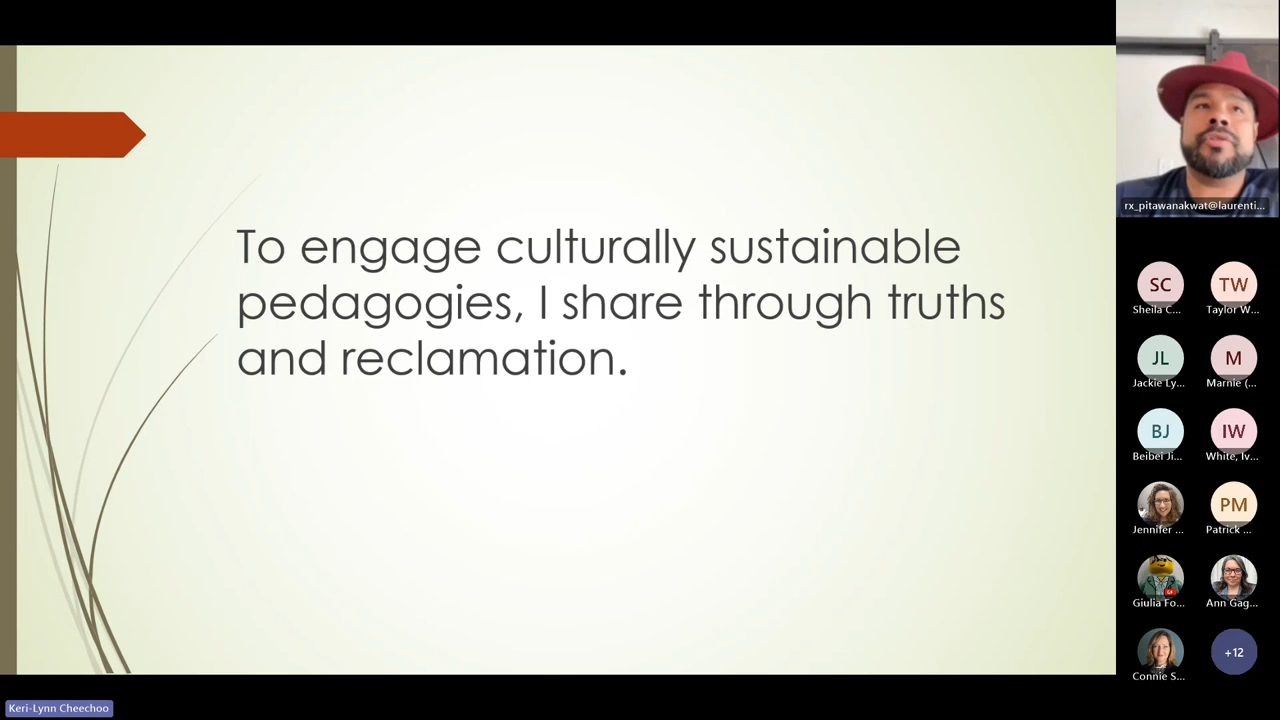 To engage culturally sustainable
pedagogies, I share through truths
and reclamation.
rx_pitawanakwat@laurenti...
SC
Sheila C...
TW
Taylor W...
JL
Jackie Ly...
M
Marnie (...
BJ
Beibei Ji...
IW
White, Iv...
Jennifer ...
PM
Patrick ...
Giulia Fo...
Ann Gag...
Connie S...
+12
Keri-Lynn Cheechoo